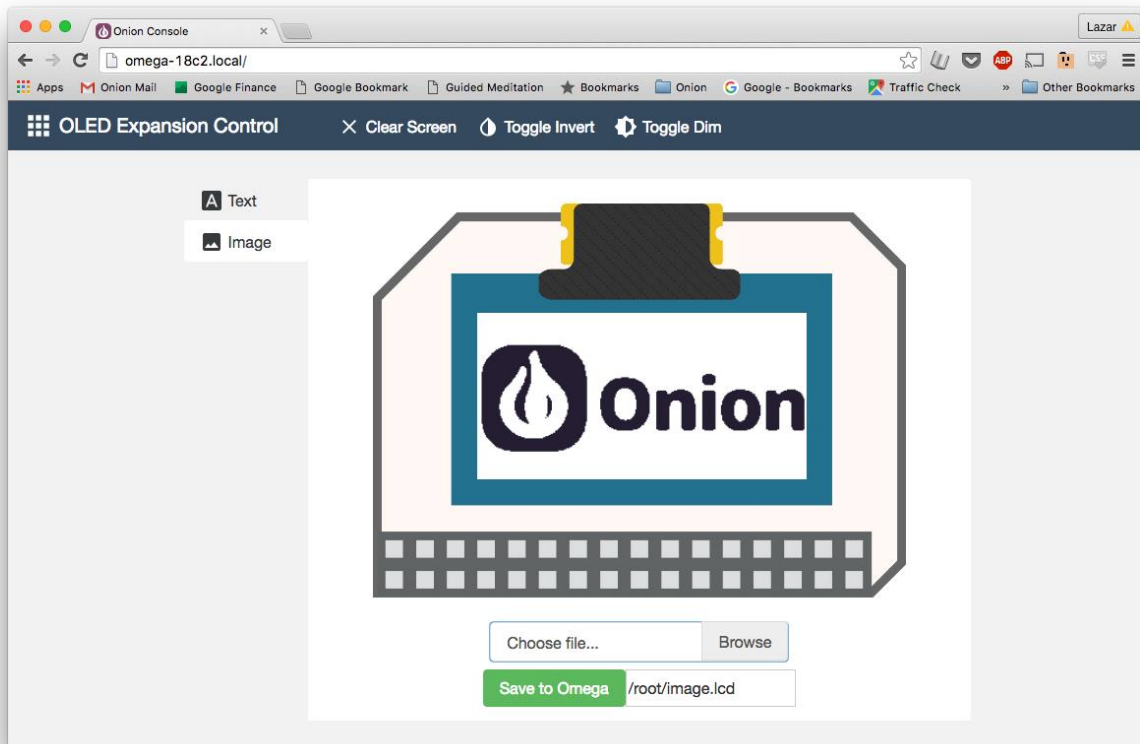 Onion Console
Lazar
omega-18c2.local/
ABP
CSS
Apps Onion Mail Google Finance Google Bookmark Guided Meditation Bookmarks Onion Google - Bookmarks Traffic Check » Other Bookmarks
OLED Expansion Control Clear Screen Toggle Invert Toggle Dim
A Text
Image
Onion
Choose file... Browse
Save to Omega /root/image.lcd